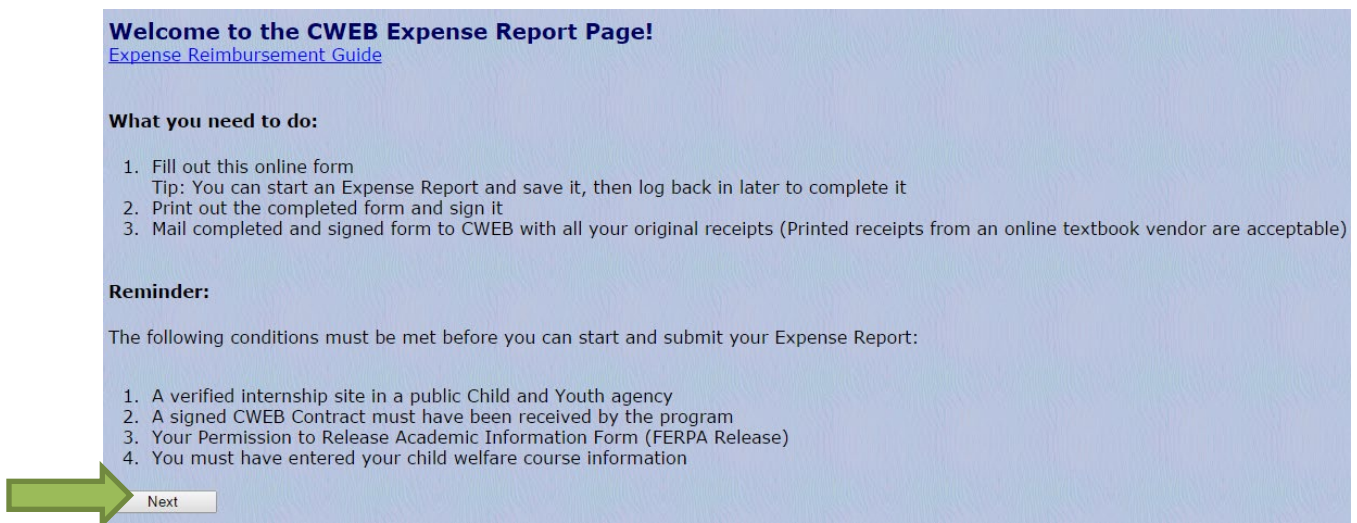 Welcome to the CWEB Expense Report Page!
Expense Reimbursement Guide
What you need to do:
1. Fill out this online form
Tip: You can start an Expense Report and save it, then log back in later to complete it
2. Print out the completed form and sign it
3. Mail completed and signed form to CWEB with all your original receipts (Printed receipts from an online textbook vendor are acceptable)
Reminder:
The following conditions must be met before you can start and submit your Expense Report:
1. A verified internship site in a public Child and Youth agency
2. A signed CWEB Contract must have been received by the program
3. Your Permission to Release Academic Information Form (FERPA Release)
4. You must have entered your child welfare course information
Next